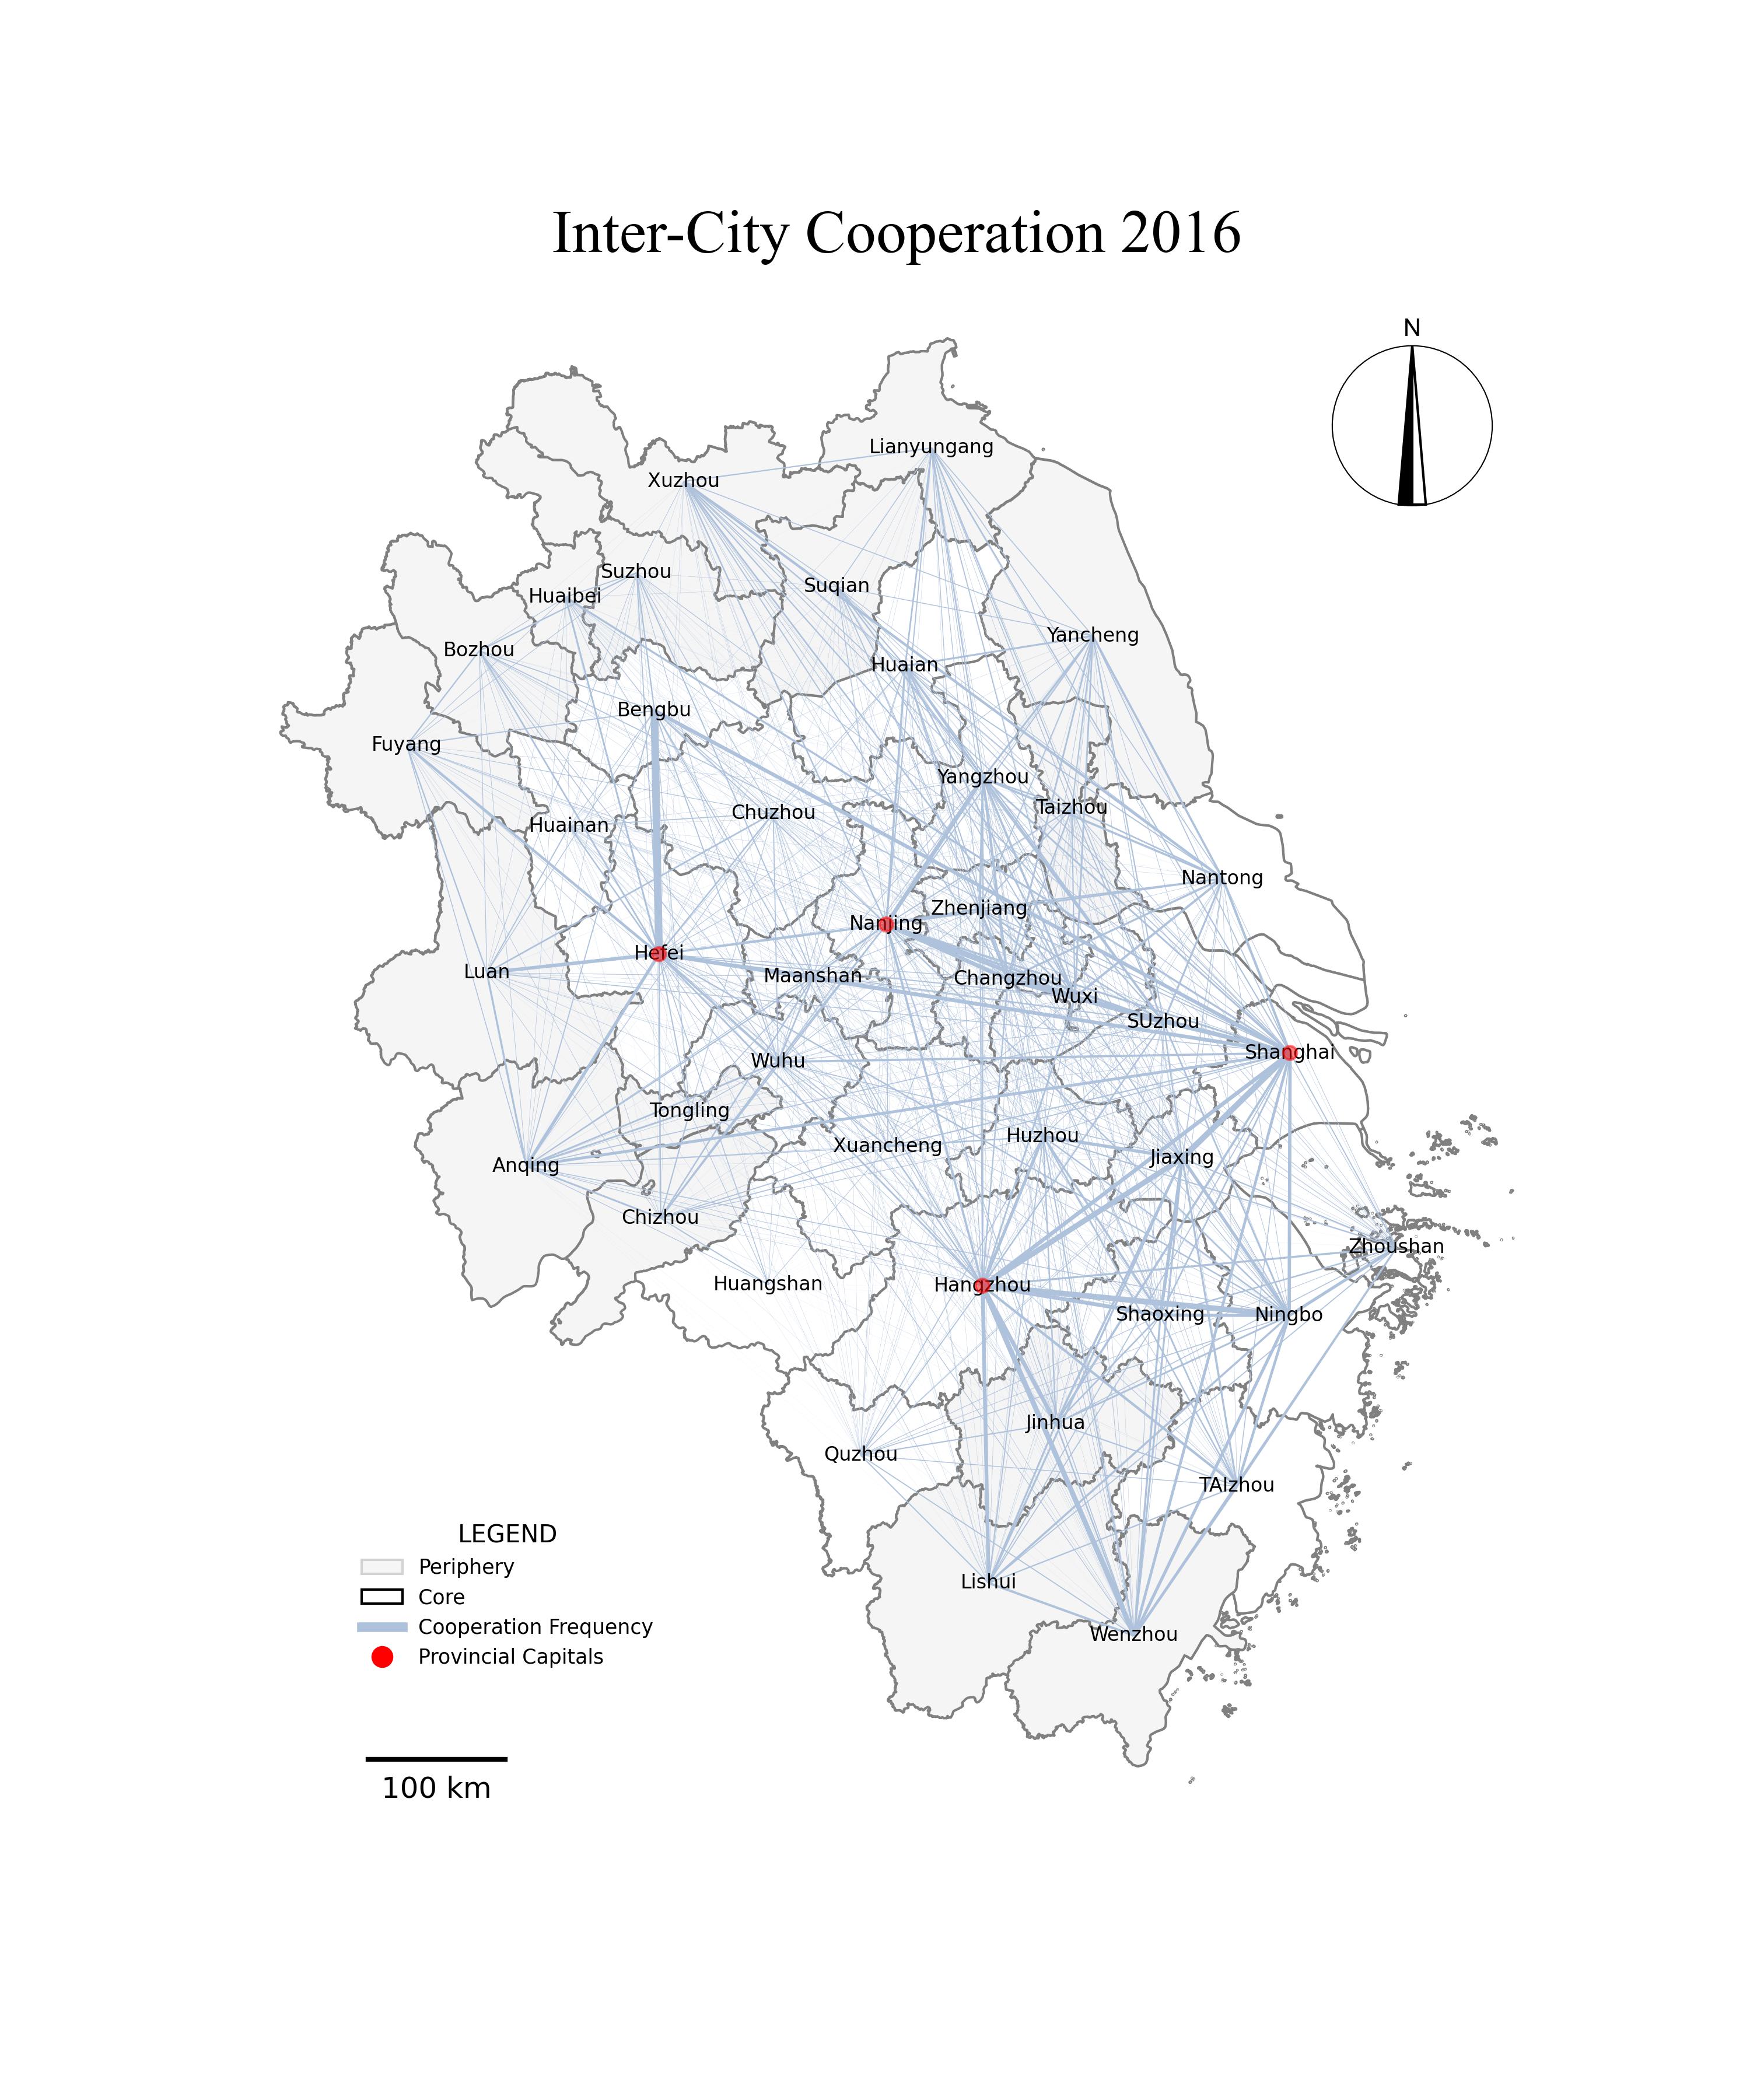 Inter-City Cooperation 2016
N
Lianyungang
Xuzhou
Suzhou
Suqian
Huaibei
Yancheng
Bozhou
Huaian
Bengbu
Fuyang
Yangzhou
Taizhou
Chuzhou
Huainan
Nantong
Zhenjiang
Nanjing
Hefei
Luan
Maanshan
Changzhou
Wuxi
SUzhou
Shanghai
Wuhu
Tongling
Huzhou
Xuancheng
Jiaxing
Anqing
Chizhou
Zhoushan
Huangshan
Hangzhou
Shaoxing
Ningbo
Jinhua
Quzhou
TAIzhou
Lishui
Wenzhou
LEGEND
Periphery
Core
Cooperation Frequency
Provincial Capitals
100 km